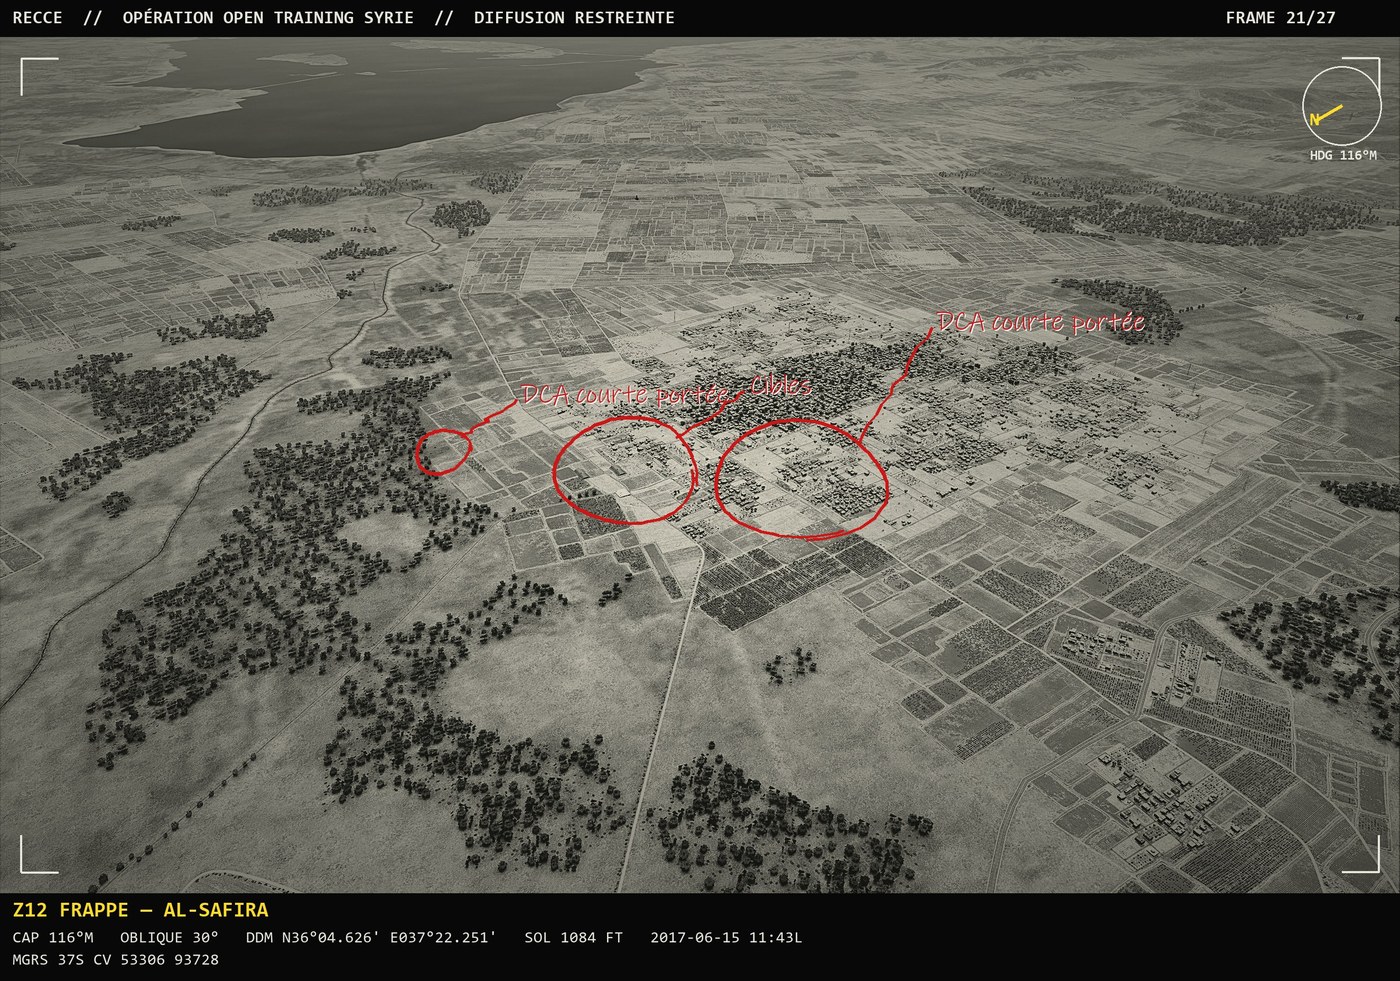 RECCE // OPÉRATION OPEN TRAINING SYRIE // DIFFUSION RESTREINTE
FRAME 21/27
N
HDG 116°M
DCA courte portée
DCA courte portée
Cibles
Z12 FRAPPE — AL-SAFIRA
CAP 116°M OBLIQUE 30° DDM N36°04.626' E037°22.251' SOL 1084 FT 2017-06-15 11:43L
MGRS 37S CV 53306 93728